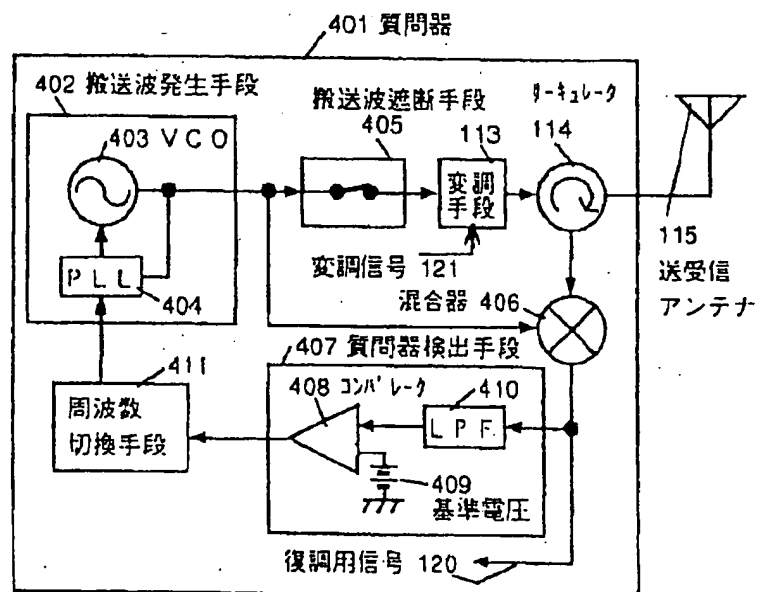 401 質問器
402 搬送波発生手段
403 VCO
搬送波遮断手段
405
113
変調
手段
ｻｰｷｭﾚｰﾀ
114
PLL
404
変調信号 121
115
送受信
アンテナ
混合器 406
407 質問器検出手段
411
周波数
切換手段
408 ｺﾝﾊﾟﾚｰﾀ
410
LPF
409
基準電圧
復調用信号 120